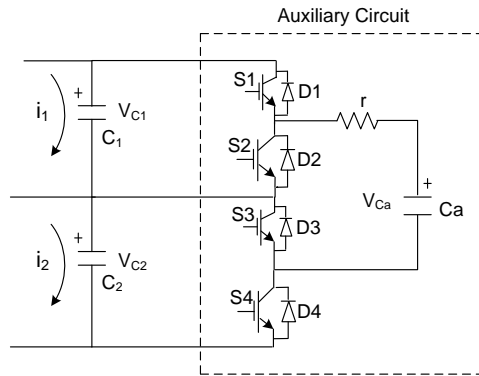 Auxiliary Circuit
S1
D1
i1
+
VC1
C1
r
S2
D2
VCa
+
Ca
S3
D3
i2
+
VC2
C2
S4
D4